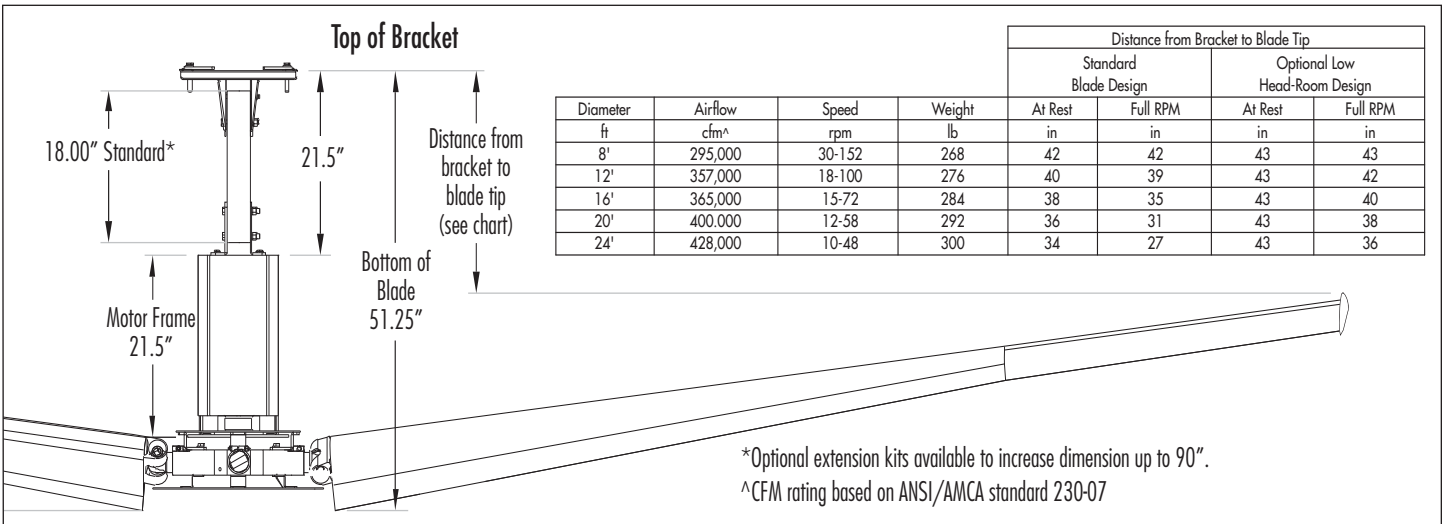 Top of Bracket
18.00” Standard*
21.5”
Distance from
bracket to
blade tip
(see chart)
Bottom of
Blade
51.25”
Motor Frame
21.5”
Distance from Bracket to Blade Tip
Standard
Blade Design
Optional Low
Head-Room Design
Diameter Airflow Speed Weight At Rest Full RPM At Rest Full RPM
ft cfm^ rpm lb in in in in
8' 295,000 30-152 268 42 42 43 43
12' 357,000 18-100 276 40 39 43 42
16' 365,000 15-72 284 38 35 43 40
20' 400.000 12-58 292 36 31 43 38
24' 428,000 10-48 300 34 27 43 36
*Optional extension kits available to increase dimension up to 90”.
^CFM rating based on ANSI/AMCA standard 230-07